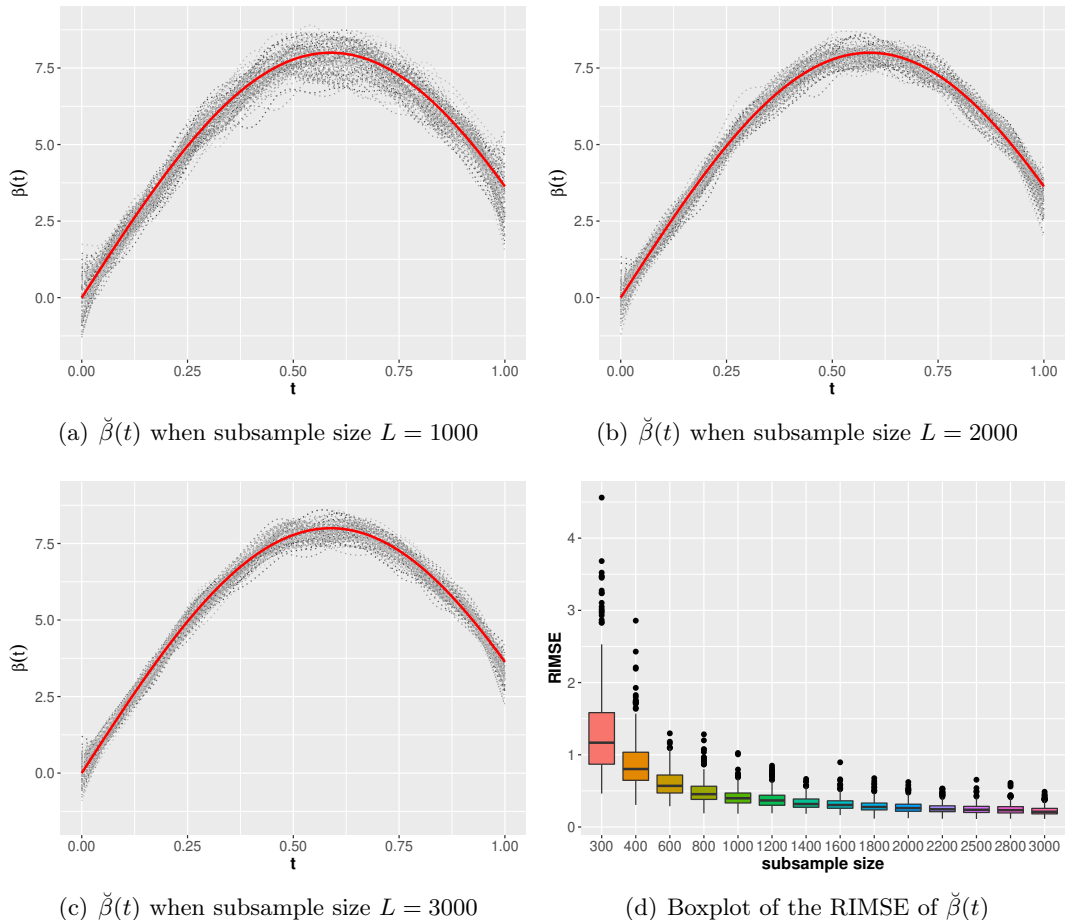 7.5
5.0
2.5
0.0
β(t)
0.00 0.25 0.50 0.75 1.00
t
(a) β̆(t) when subsample size L = 1000
7.5
5.0
2.5
0.0
β(t)
0.00 0.25 0.50 0.75 1.00
t
(b) β̆(t) when subsample size L = 2000
7.5
5.0
2.5
0.0
β(t)
0.00 0.25 0.50 0.75 1.00
t
(c) β̆(t) when subsample size L = 3000
4
3
2
1
0
RIMSE
300 400 600 800 1000 1200 1400 1600 1800 2000 2200 2500 2800 3000
subsample size
(d) Boxplot of the RIMSE of β̆(t)